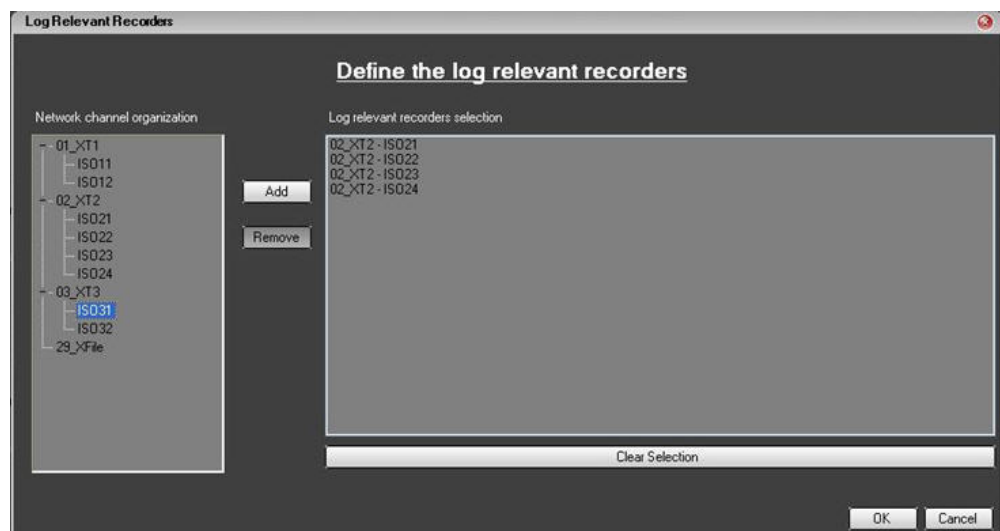 Log Relevant Recorders
Define the log relevant recorders
Network channel organization
01_XT1
ISO11
ISO12
02_XT2
ISO21
ISO22
ISO23
ISO24
03_XT3
ISO31
ISO32
29_XFile
Add
Remove
Log relevant recorders selection
02_XT2 - ISO21
02_XT2 - ISO22
02_XT2 - ISO23
02_XT2 - ISO24
Clear Selection
OK
Cancel